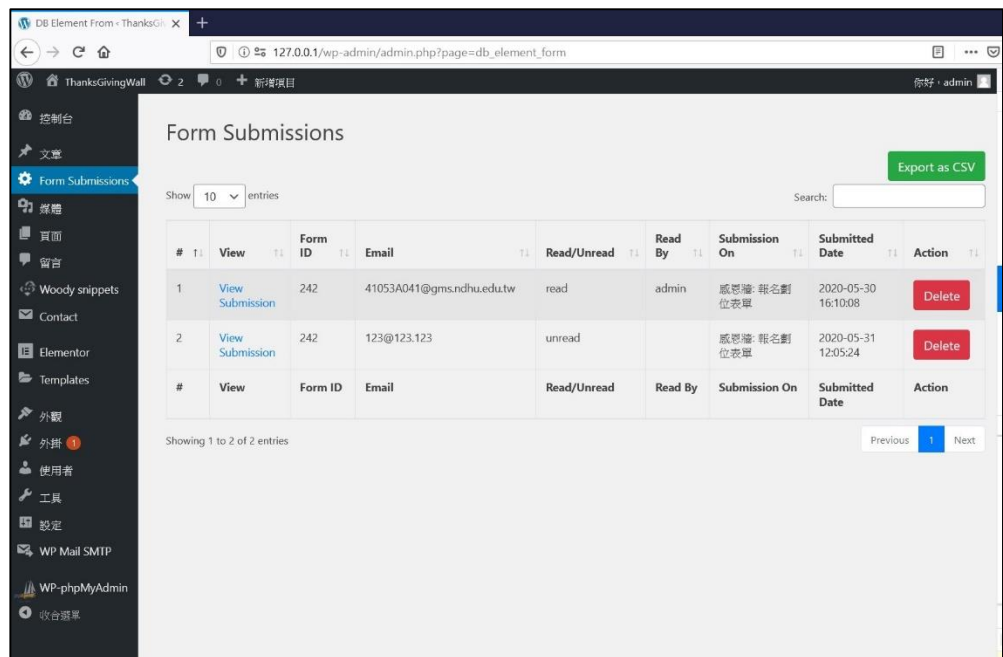 DB Element From ‹ ThanksGi
127.0.0.1/wp-admin/admin.php?page=db_element_form
ThanksGivingWall 2 0 新增項目
你好，admin
控制台
文章
Form Submissions
媒體
頁面
留言
Woody snippets
Contact
Elementor
Templates
外觀
外掛 1
使用者
工具
設定
WP Mail SMTP
WP-phpMyAdmin
收合選單
Form Submissions
Export as CSV
Show 10 entries
Search:
# View Form ID Email Read/Unread Read By Submission On Submitted Date Action
1 View Submission 242 41053A041@gms.ndhu.edu.tw read admin 感恩牆: 報名劃位表單 2020-05-30 16:10:08 Delete
2 View Submission 242 123@123.123 unread 感恩牆: 報名劃位表單 2020-05-31 12:05:24 Delete
# View Form ID Email Read/Unread Read By Submission On Submitted Date Action
Showing 1 to 2 of 2 entries
Previous 1 Next